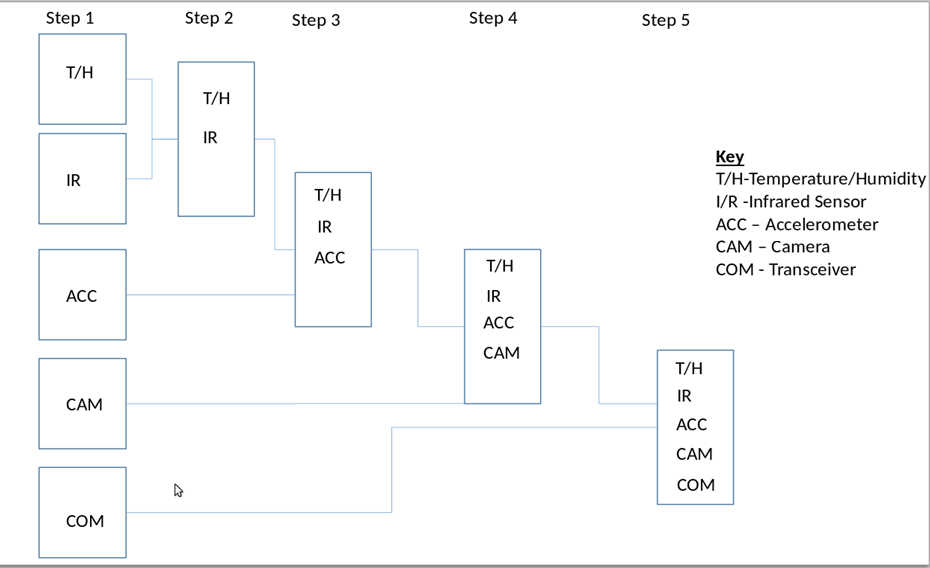 Step 1
Step 2
Step 3
Step 4
Step 5
T/H
IR
ACC
CAM
COM
T/H
IR
T/H
IR
ACC
T/H
IR
ACC
CAM
T/H
IR
ACC
CAM
COM
Key
T/H-Temperature/Humidity
I/R -Infrared Sensor
ACC – Accelerometer
CAM – Camera
COM - Transceiver